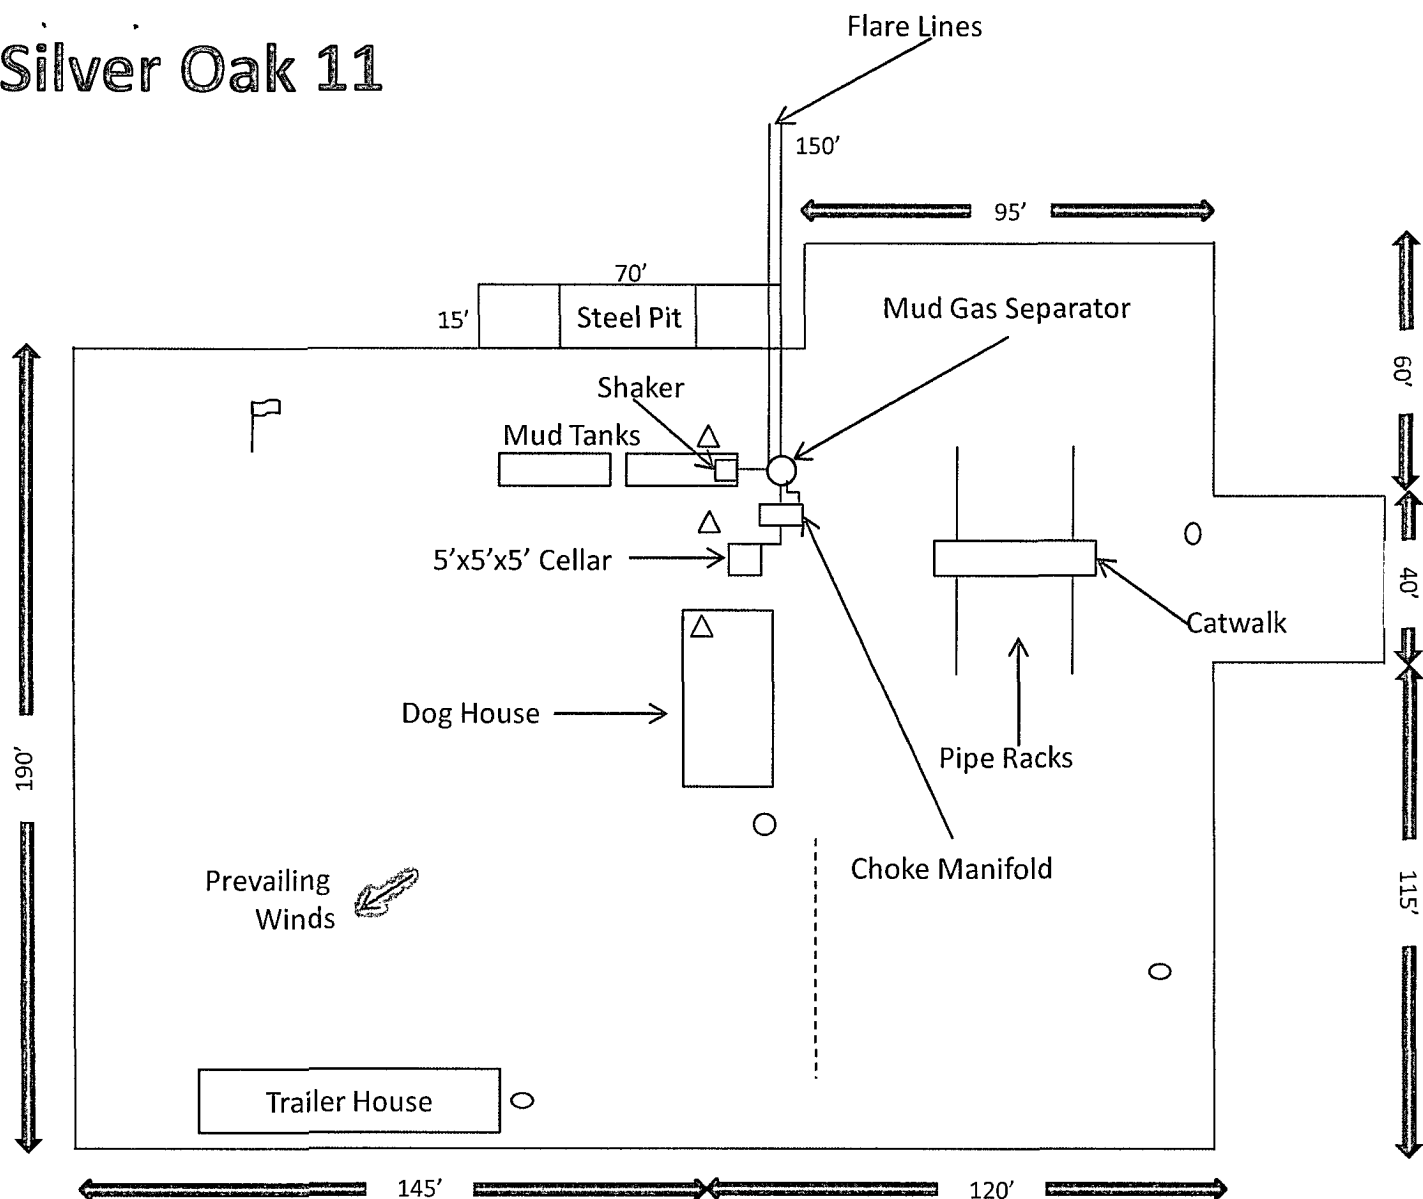 Flare Lines
Silver Oak 11
150’
95’
70’
Mud Gas Separator
15’
Steel Pit
60’
Shaker
Mud Tanks
5’x5’x5’ Cellar
40’
Catwalk
Dog House
190’
Pipe Racks
Choke Manifold
Prevailing
Winds
115’
Trailer House
145’
120’